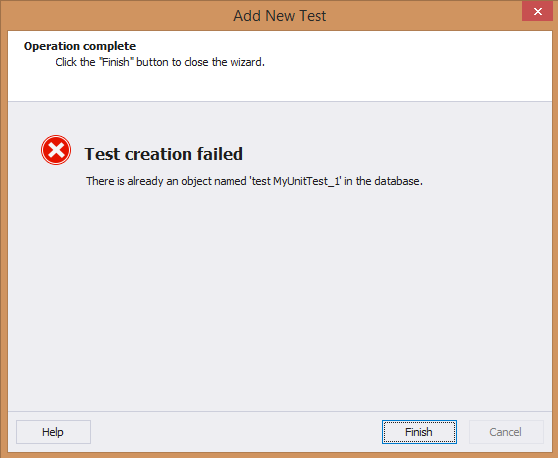 Add New Test
Operation complete
Click the "Finish" button to close the wizard.
Test creation failed
There is already an object named 'test MyUnitTest_1' in the database.
Help
Finish
Cancel